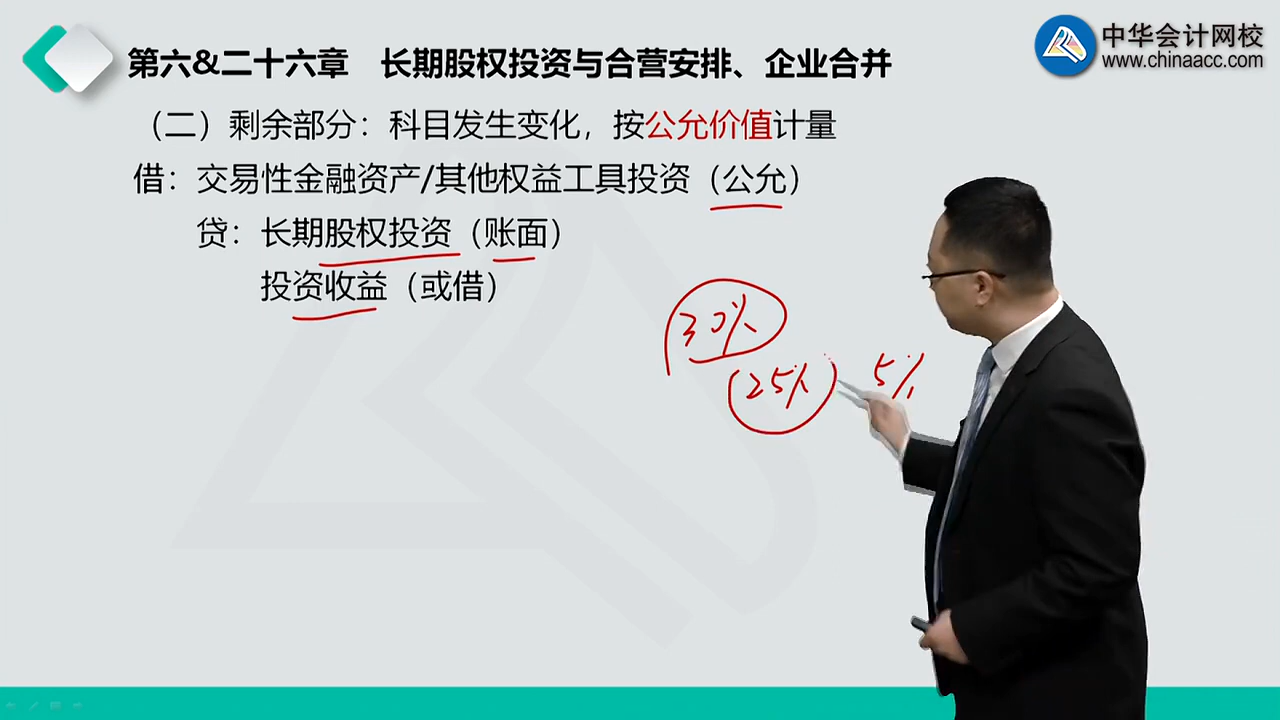 中华会计网校
www.chinaacc.com
第六&二十六章 长期股权投资与合营安排、企业合并
（二）剩余部分：科目发生变化，按公允价值计量
借：交易性金融资产/其他权益工具投资（公允）
贷：长期股权投资（账面）
投资收益（或借）
30%
25%
5%